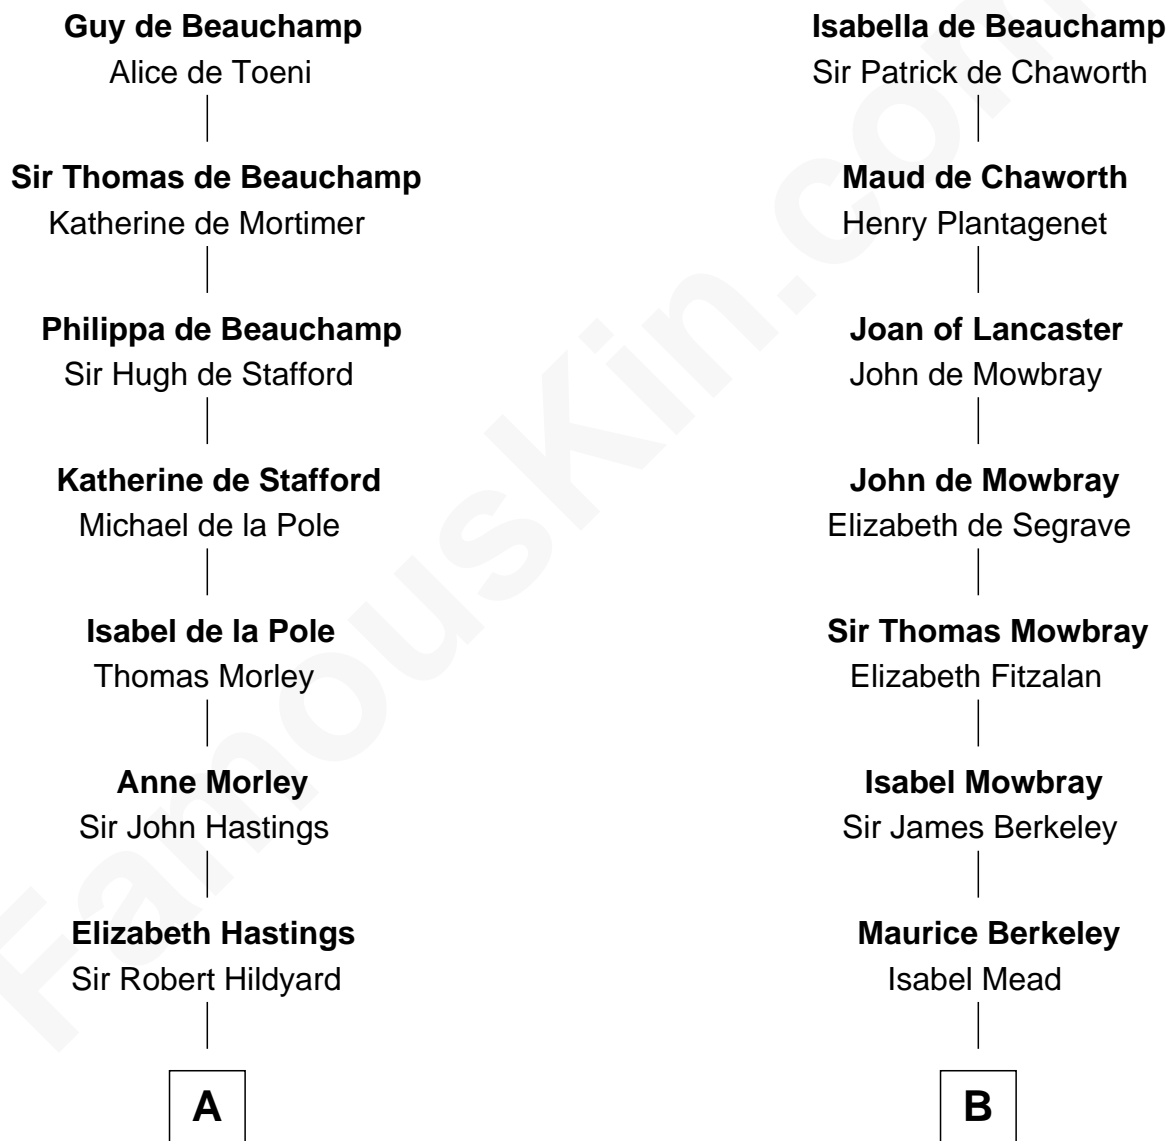 Guy de Beauchamp
Alice de Toeni
Sir Thomas de Beauchamp
Katherine de Mortimer
Philippa de Beauchamp
Sir Hugh de Stafford
Katherine de Stafford
Michael de la Pole
Isabel de la Pole
Thomas Morley
Anne Morley
Sir John Hastings
Elizabeth Hastings
Sir Robert Hildyard
A
Isabella de Beauchamp
Sir Patrick de Chaworth
Maud de Chaworth
Henry Plantagenet
Joan of Lancaster
John de Mowbray
John de Mowbray
Elizabeth de Segrave
Sir Thomas Mowbray
Elizabeth Fitzalan
Isabel Mowbray
Sir James Berkeley
Maurice Berkeley
Isabel Mead
B
FamousKin.com